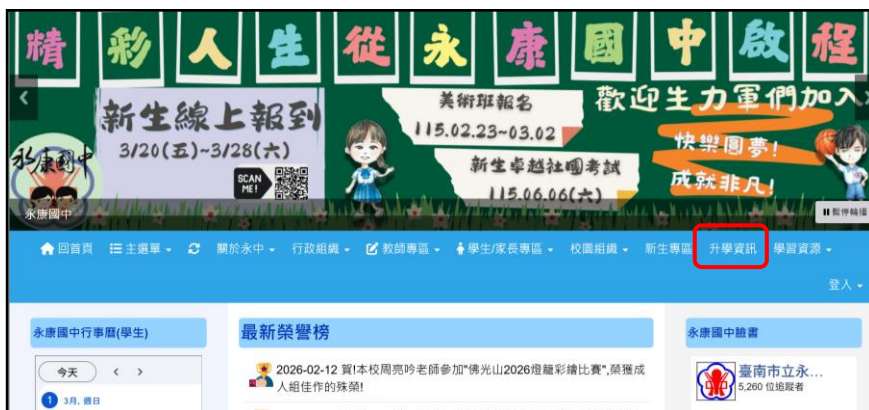 精彩人生從永康國中啟程
新生線上報到
3/20(五)~3/28(六)
SCAN
ME!
美術班報名
115.02.23~03.02
新生卓越社團考試
115.06.06(六)
歡迎生力軍們加入
快樂圓夢!
成就非凡!
永康國中
永康國中
暫停輪播
回首頁 主選單 關於永中 行政組織 教師專區 學生/家長專區 校園組織 新生專區 升學資訊 學習資源
登入
永康國中行事曆(學生)
今天
1 3月, 週日
最新榮譽榜
2026-02-12 賀!本校周亮吟老師參加"佛光山2026燈籠彩繪比賽",榮獲成
人組佳作的殊榮!
永康國中臉書
臺南市立永...
5,260 位追蹤者